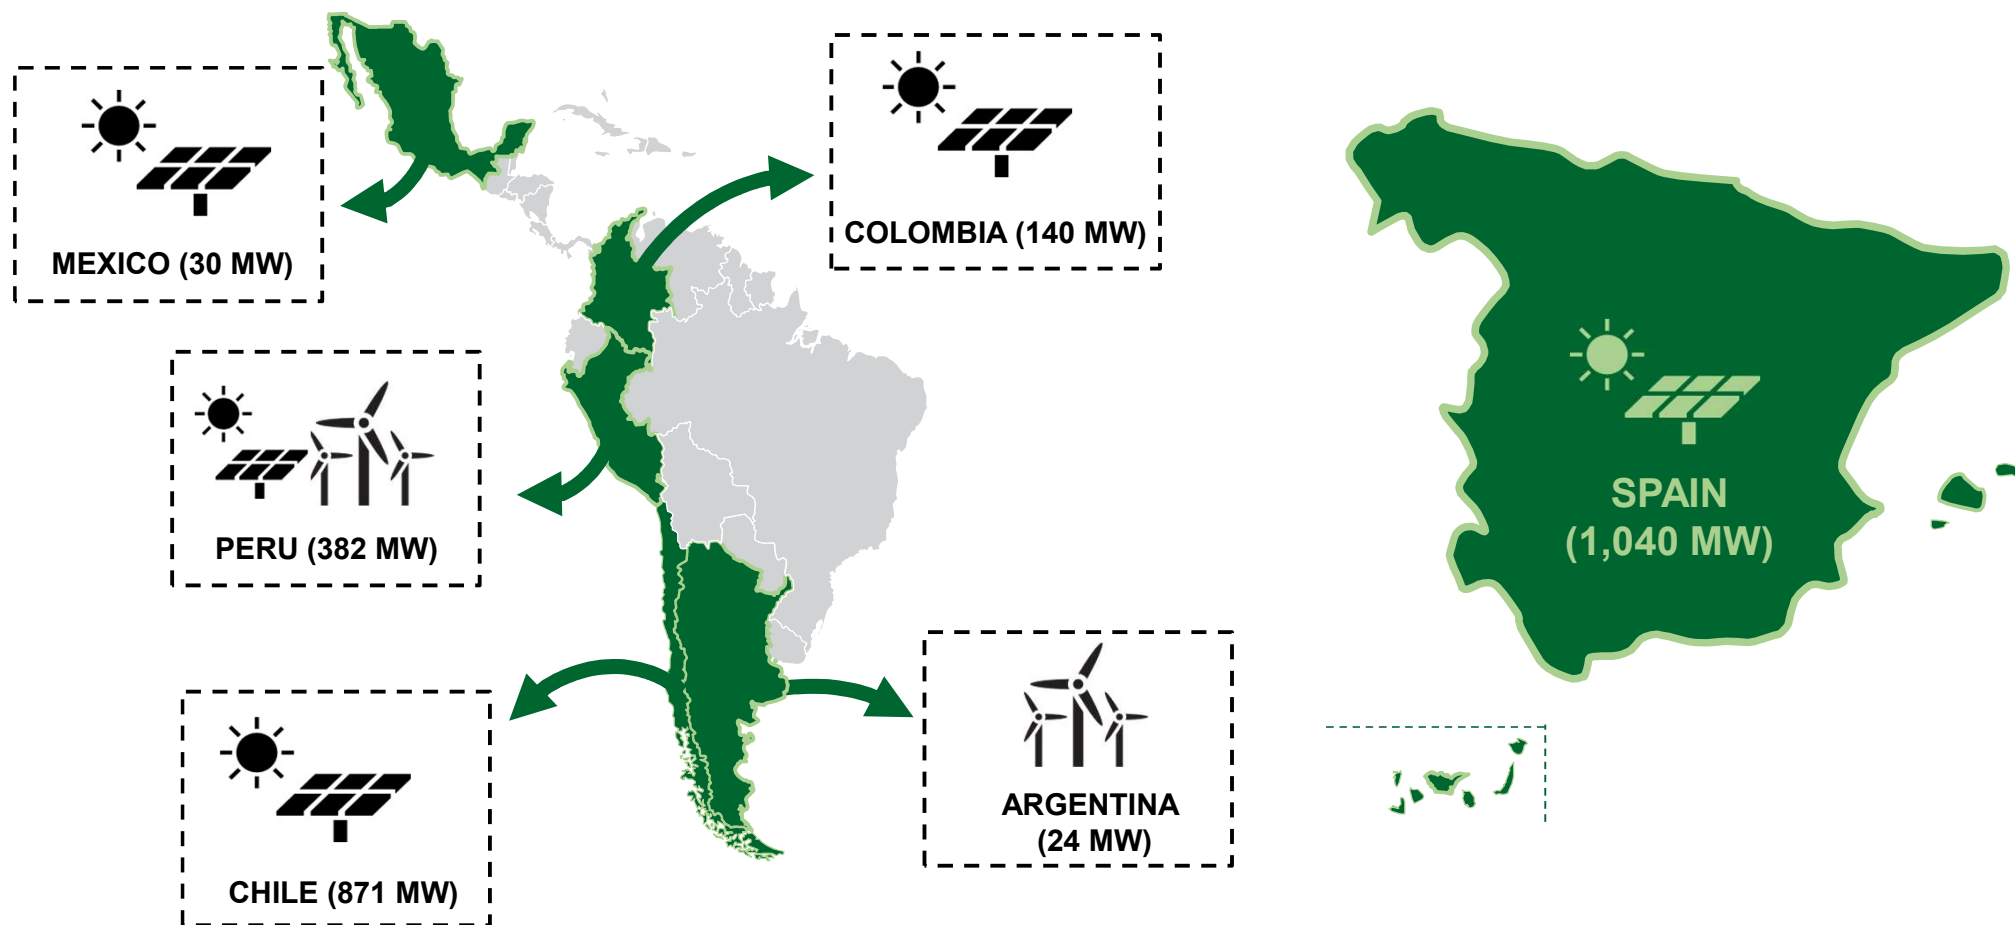 MEXICO (30 MW)
COLOMBIA (140 MW)
PERU (382 MW)
CHILE (871 MW)
ARGENTINA
(24 MW)
SPAIN
(1,040 MW)